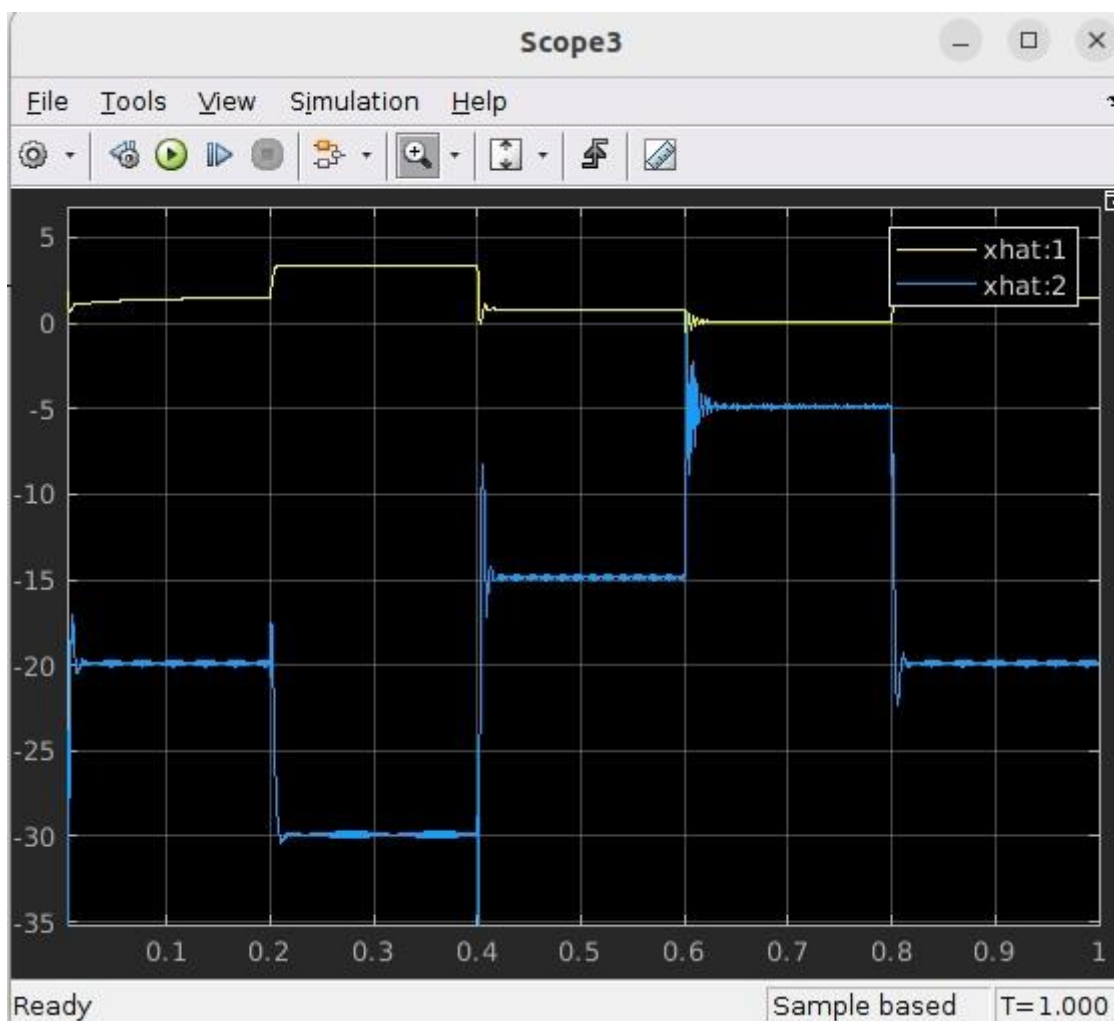 Scope3
File Tools View Simulation Help
xhat:1
xhat:2
5
0
-5
-10
-15
-20
-25
-30
-35
0.1 0.2 0.3 0.4 0.5 0.6 0.7 0.8 0.9 1
Ready Sample based T=1.000